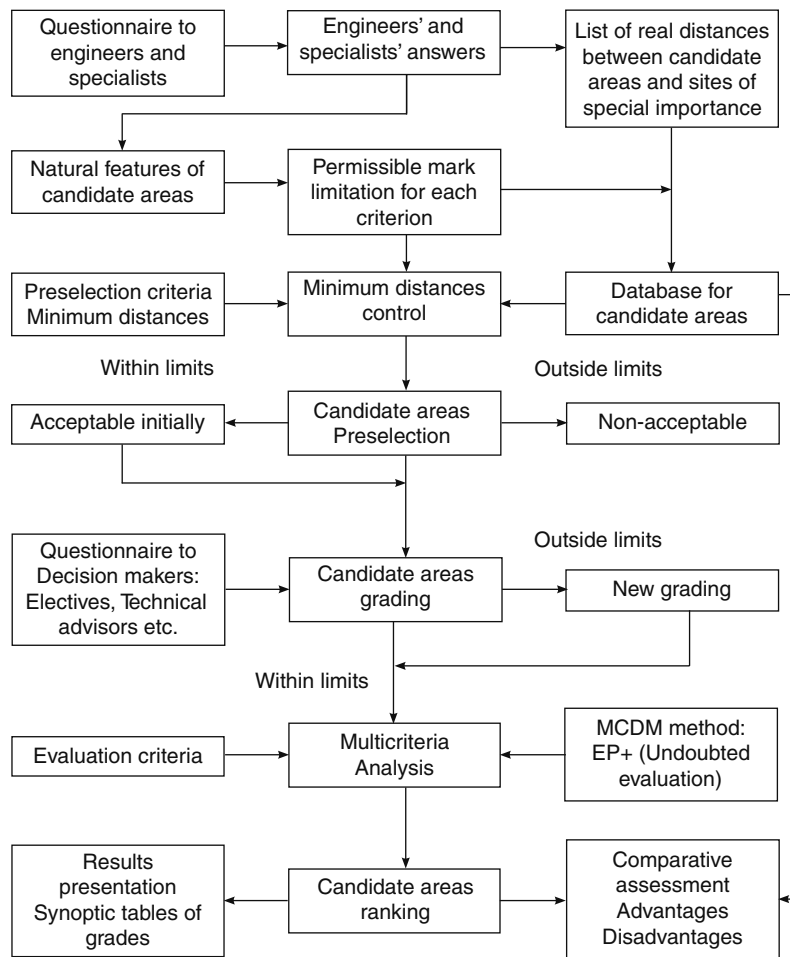 Questionnaire to
engineers and
specialists
Engineers’ and
specialists’ answers
List of real distances
between candidate
areas and sites of
special importance
Natural features of
candidate areas
Permissible mark
limitation for each
criterion
Preselection criteria
Minimum distances
Minimum distances
control
Database for
candidate areas
Within limits
Outside limits
Acceptable initially
Candidate areas
Preselection
Non-acceptable
Questionnaire to
Decision makers:
Electives, Technical
advisors etc.
Candidate areas
grading
Outside limits
New grading
Within limits
Evaluation criteria
Multicriteria
Analysis
MCDM method:
EP+ (Undoubted
evaluation)
Results
presentation
Synoptic tables of
grades
Candidate areas
ranking
Comparative
assessment
Advantages
Disadvantages